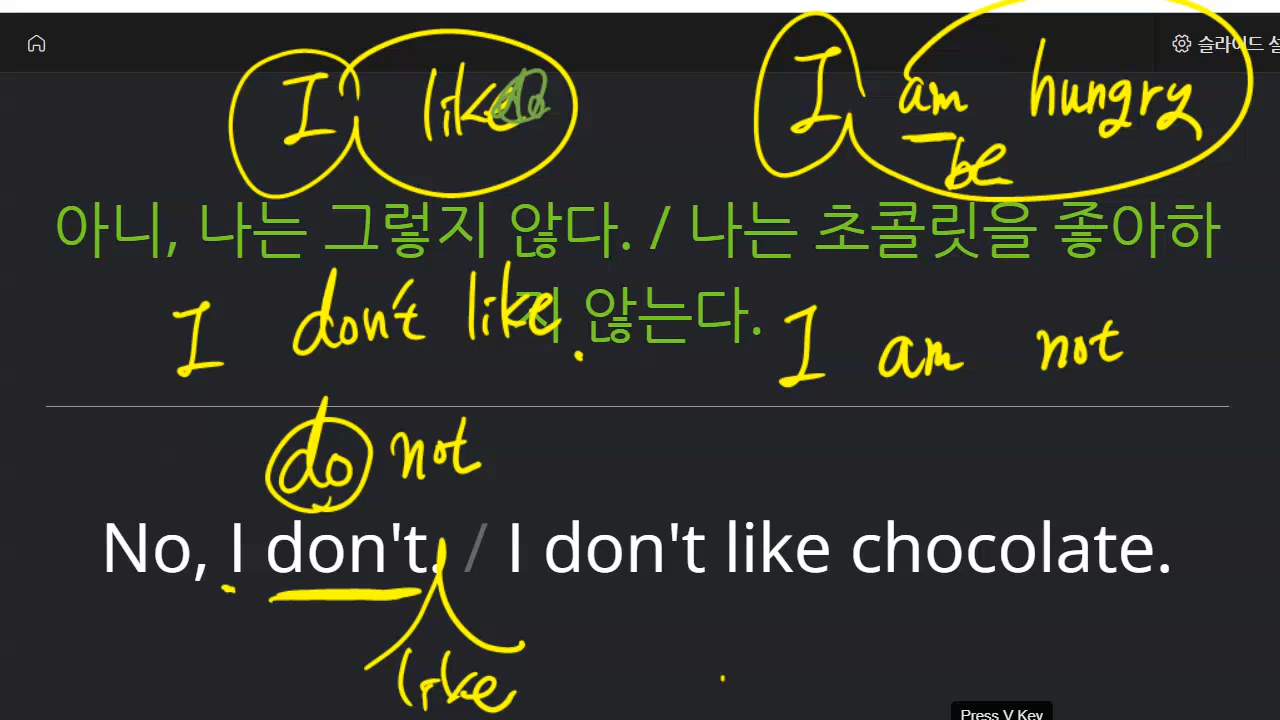 슬라이드 설
I like do I am hungry
be
아니, 나는 그렇지 않다. / 나는 초콜릿을 좋아하
지 않는다.
I don't like. I am not
do not
No, I don't. / I don't like chocolate.
like
Press V Key